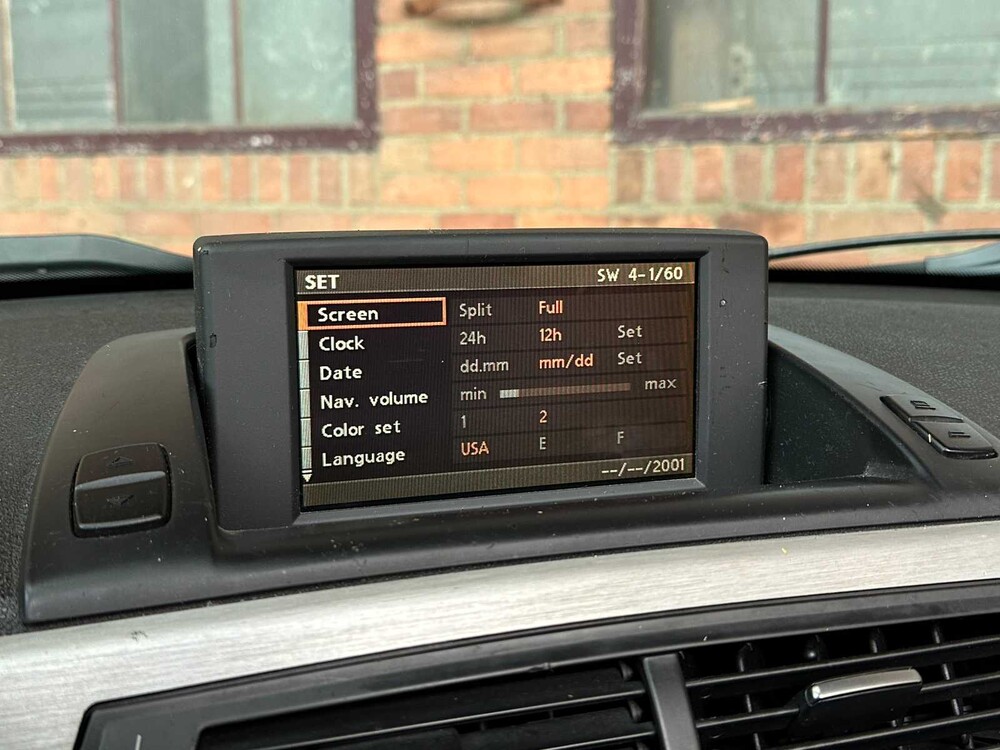 SET SW 4-1/60
Screen Split Full
Clock 24h 12h Set
Date dd.mm mm/dd Set
Nav. volume min max
Color set 1 2
Language USA E F
--/--/2001